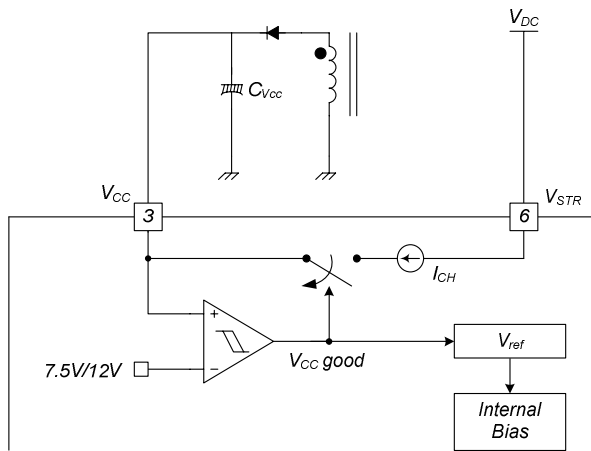 V_DC
C_Vcc
V_CC
3
6
V_STR
I_CH
+
7.5V/12V
−
V_CC good
V_ref
Internal
Bias